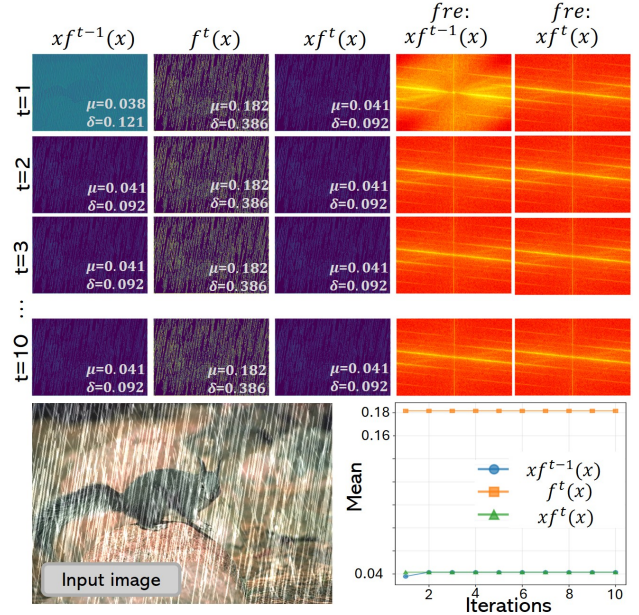 xf^{t-1}(x) f^t(x) xf^t(x) fre: xf^{t-1}(x) fre: xf^t(x)
t=1 μ=0.038 μ=0.182 μ=0.041
δ=0.121 δ=0.386 δ=0.092
t=2 μ=0.041 μ=0.182 μ=0.041
δ=0.092 δ=0.386 δ=0.092
t=3 μ=0.041 μ=0.182 μ=0.041
δ=0.092 δ=0.386 δ=0.092
...
t=10 μ=0.041 μ=0.182 μ=0.041
δ=0.092 δ=0.386 δ=0.092
Input image
Mean
0.18
0.16
0.04
xf^{t-1}(x)
f^t(x)
xf^t(x)
2 4 6 8 10
Iterations